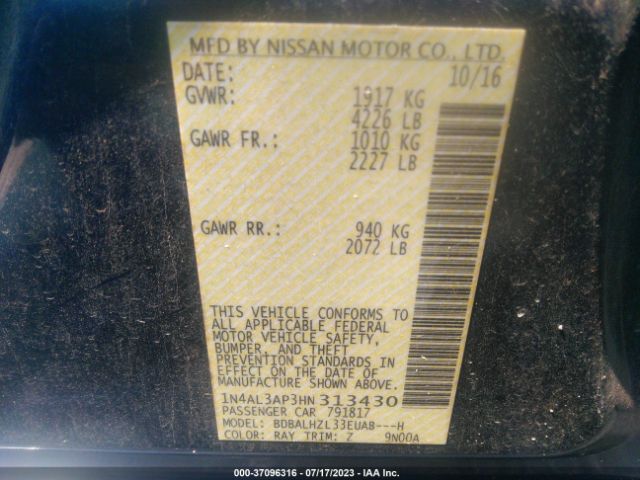 MFD BY NISSAN MOTOR CO., LTD.
DATE: 10/16
GVWR: 1917 KG
4226 LB
GAWR FR.: 1010 KG
2227 LB
GAWR RR.: 940 KG
2072 LB
THIS VEHICLE CONFORMS TO
ALL APPLICABLE FEDERAL
MOTOR VEHICLE SAFETY,
BUMPER, AND THEFT
PREVENTION STANDARDS IN
EFFECT ON THE DATE OF
MANUFACTURE SHOWN ABOVE.
1N4AL3AP3HN313430
PASSENGER CAR 791817
MODEL: BDBALHZL33EUAB---H
COLOR: RAY TRIM: Z 9N00A
000-37096316 - 07/17/2023 - IAA Inc.